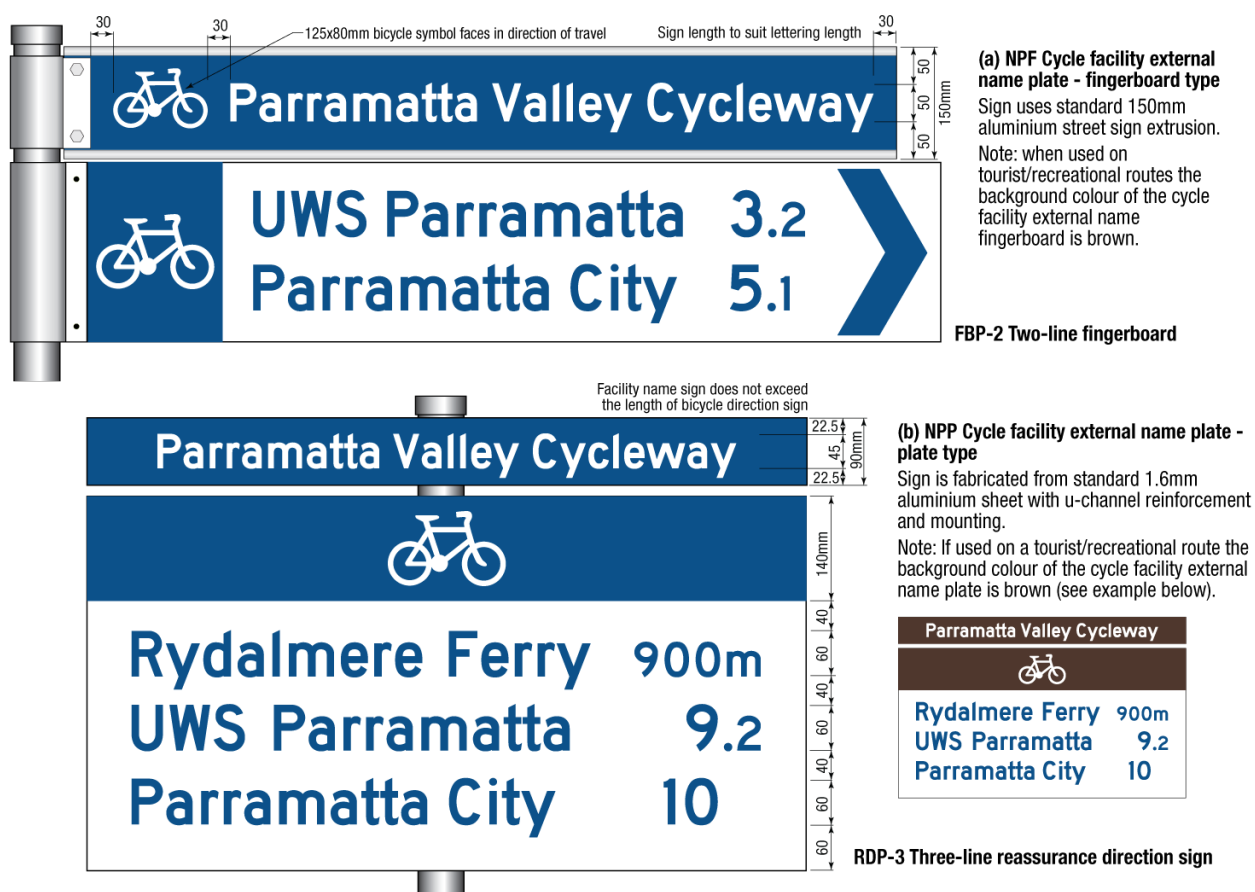 30
30
125x80mm bicycle symbol faces in direction of travel
Sign length to suit lettering length
30
Parramatta Valley Cycleway
50
50
50
150mm
(a) NPF Cycle facility external
name plate - fingerboard type
Sign uses standard 150mm
aluminium street sign extrusion.
Note: when used on
tourist/recreational routes the
background colour of the cycle
facility external name
fingerboard is brown.
UWS Parramatta 3.2
Parramatta City 5.1
FBP-2 Two-line fingerboard
Facility name sign does not exceed
the length of bicycle direction sign
Parramatta Valley Cycleway
22.5
45
22.5
90mm
140mm
40
60
40
60
40
60
60
Rydalmere Ferry 900m
UWS Parramatta 9.2
Parramatta City 10
(b) NPP Cycle facility external name plate -
plate type
Sign is fabricated from standard 1.6mm
aluminium sheet with u-channel reinforcement
and mounting.
Note: If used on a tourist/recreational route the
background colour of the cycle facility external
name plate is brown (see example below).
Parramatta Valley Cycleway
Rydalmere Ferry 900m
UWS Parramatta 9.2
Parramatta City 10
RDP-3 Three-line reassurance direction sign